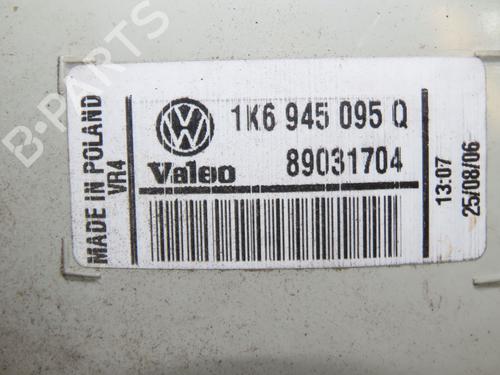 B-PARTS
MADE IN POLAND
VR4
1K6 945 095 Q
Valeo
89031704
13:07
25/08/06